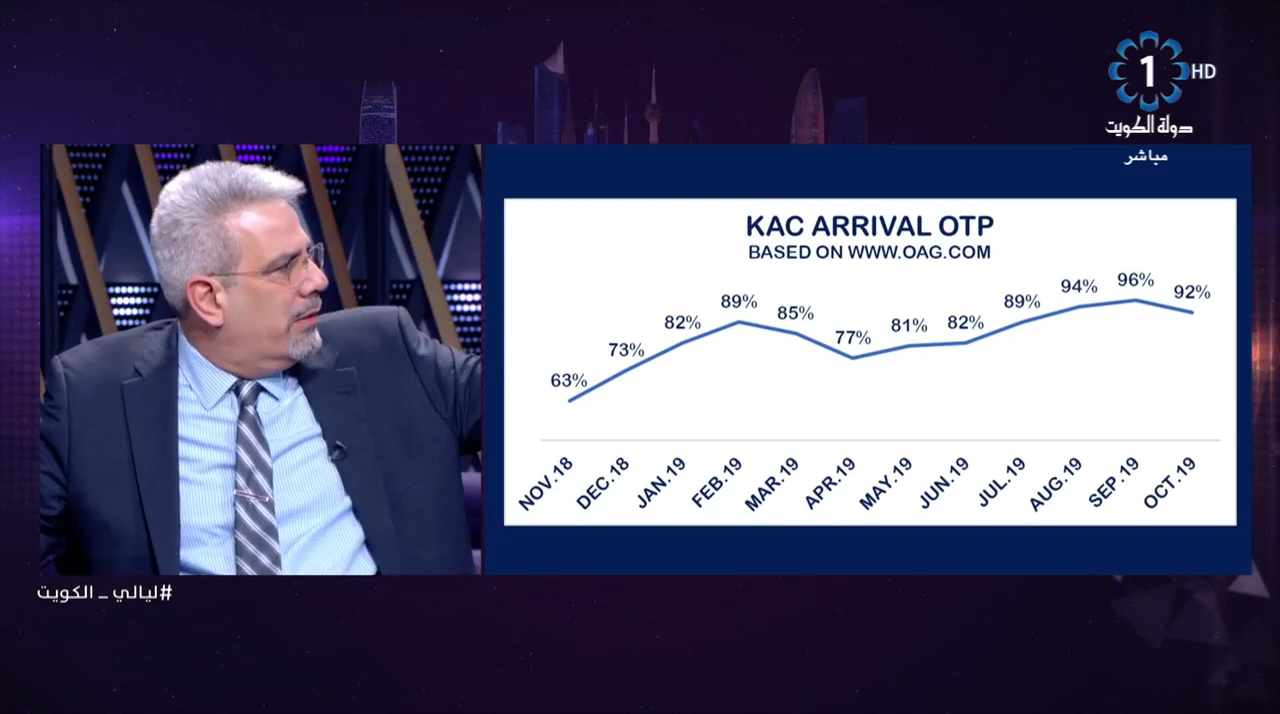 1 HD
دولة الكويت
مباشر
KAC ARRIVAL OTP
BASED ON WWW.OAG.COM
63% 73% 82% 89% 85% 77% 81% 82% 89% 94% 96% 92%
NOV.18 DEC.18 JAN.19 FEB.19 MAR.19 APR.19 MAY.19 JUN.19 JUL.19 AUG.19 SEP.19 OCT.19
#ليالي _ الكويت